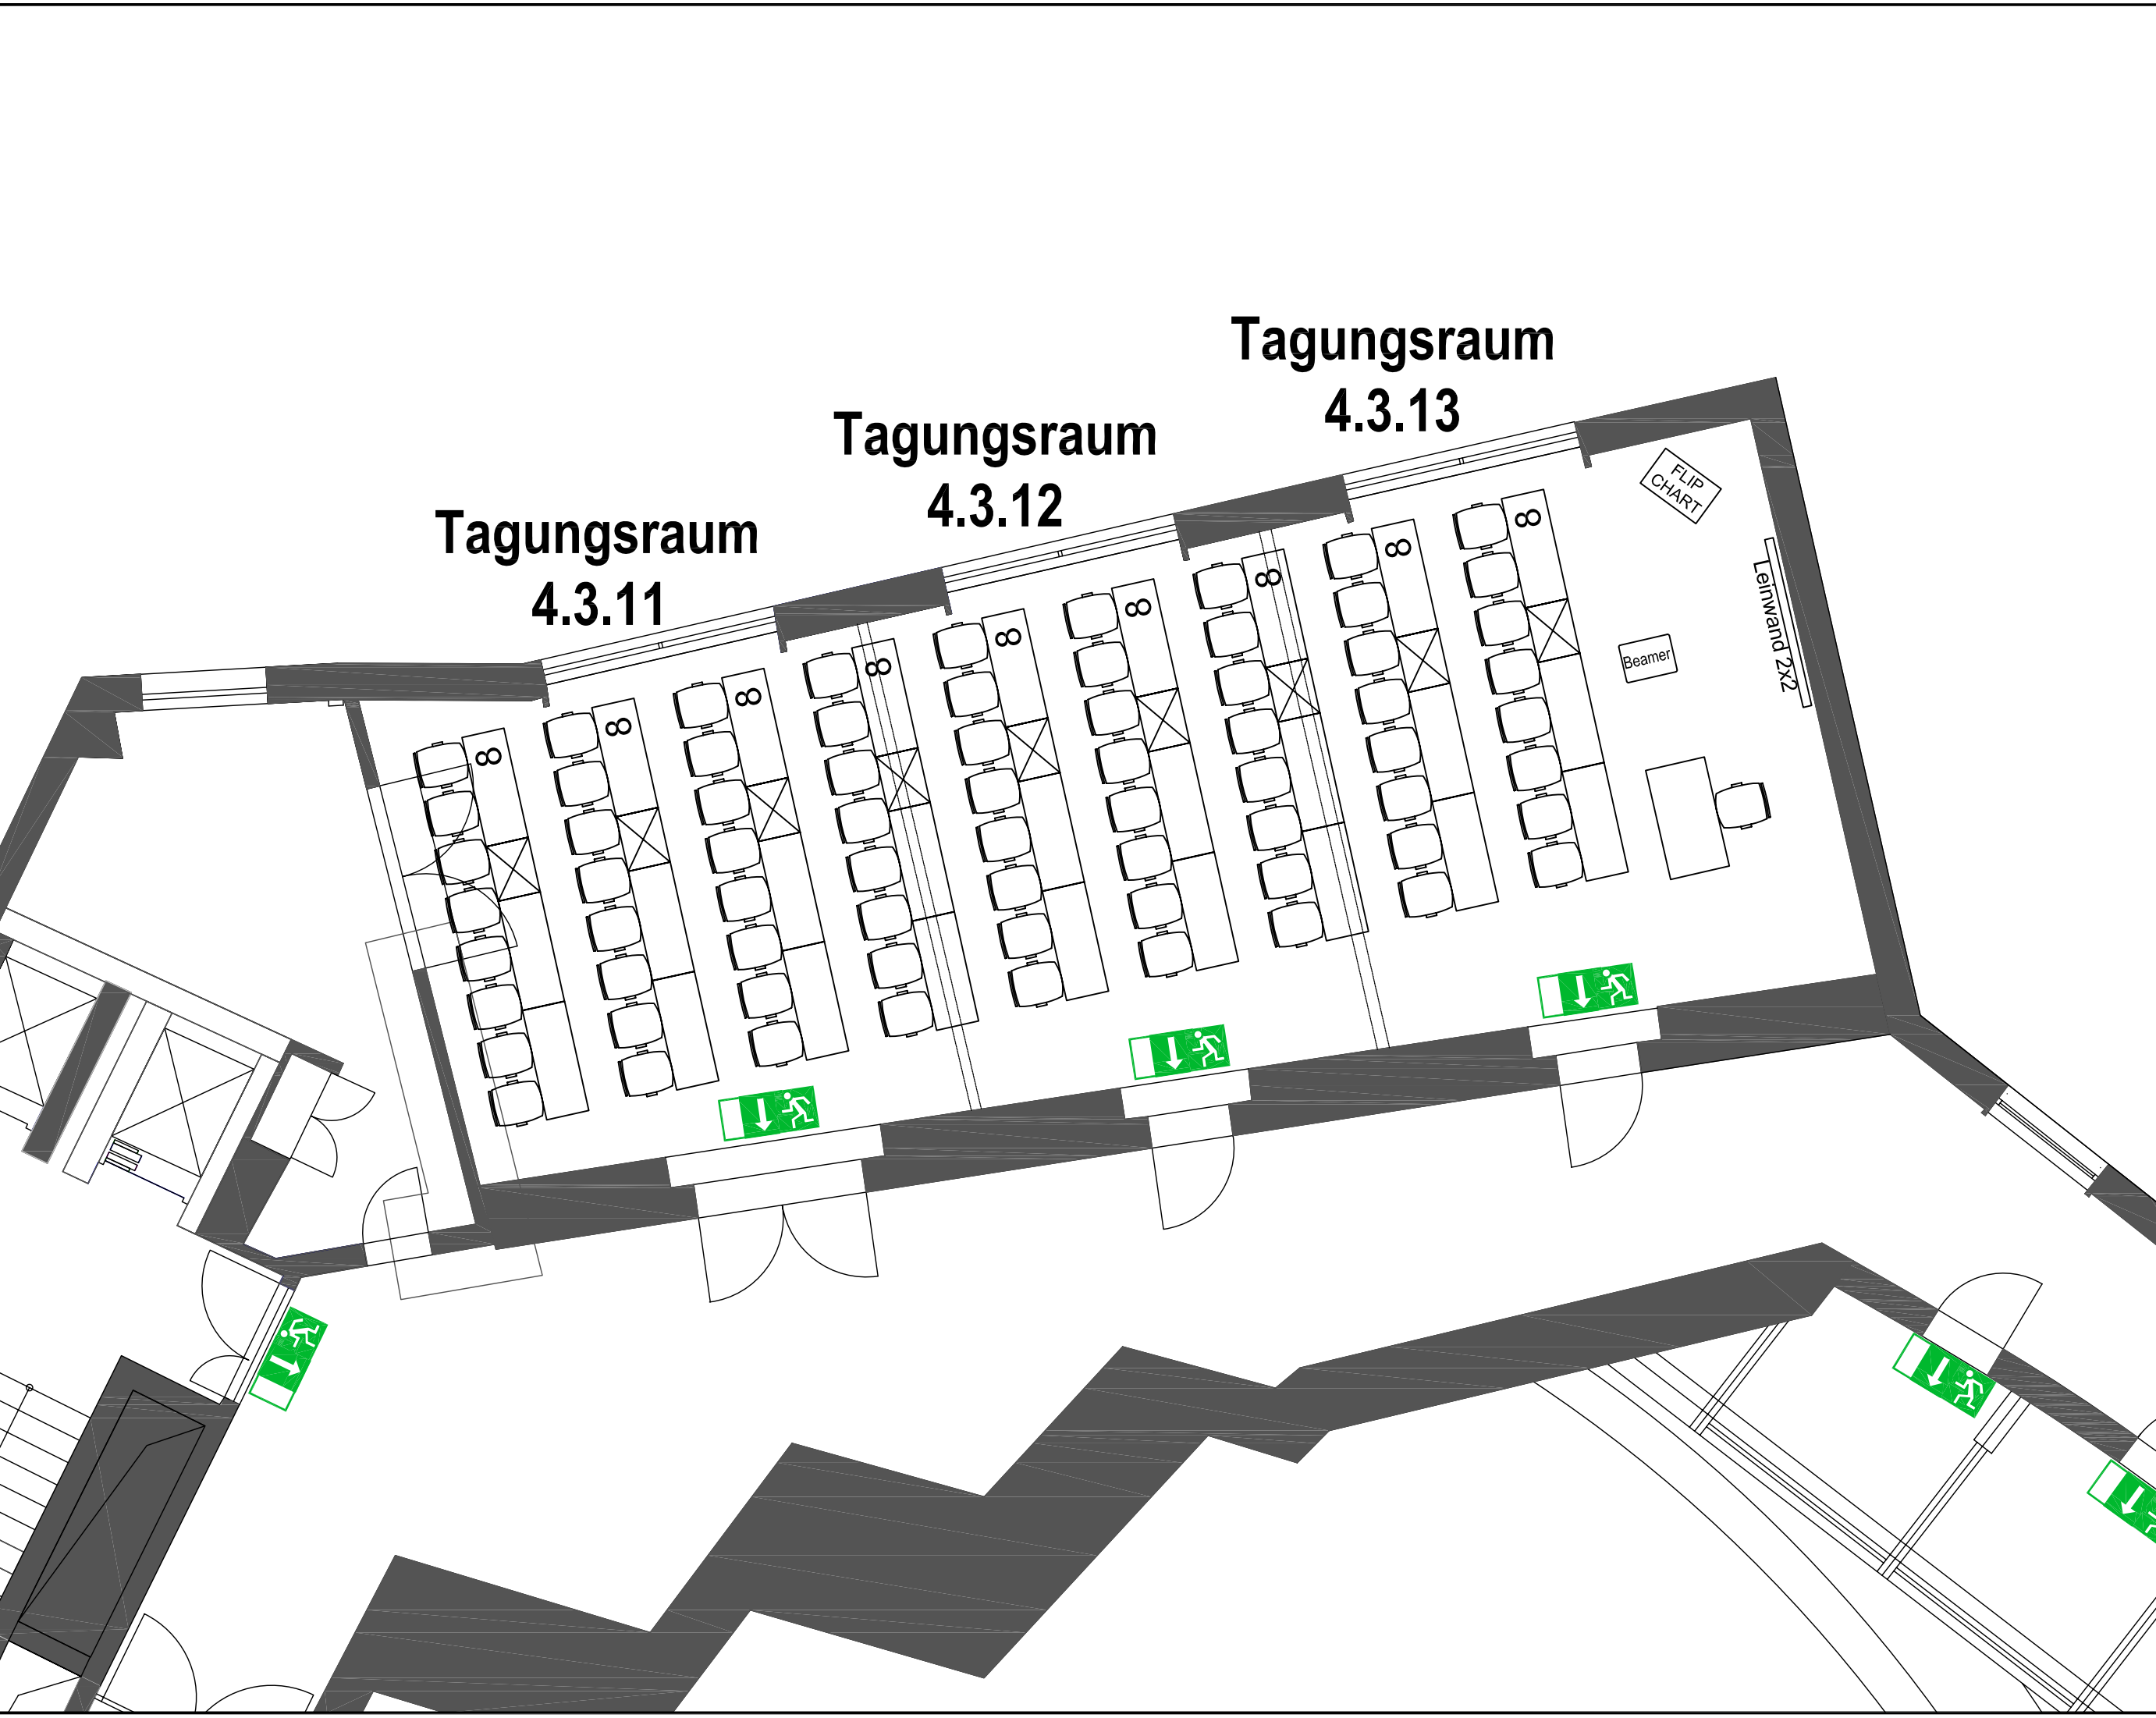 Tagungsraum
4.3.13
Tagungsraum
4.3.12
Tagungsraum
4.3.11
FLIP
CHART
Leinwand 2x2
Beamer
8
8
8
8
8
8
8
8
8